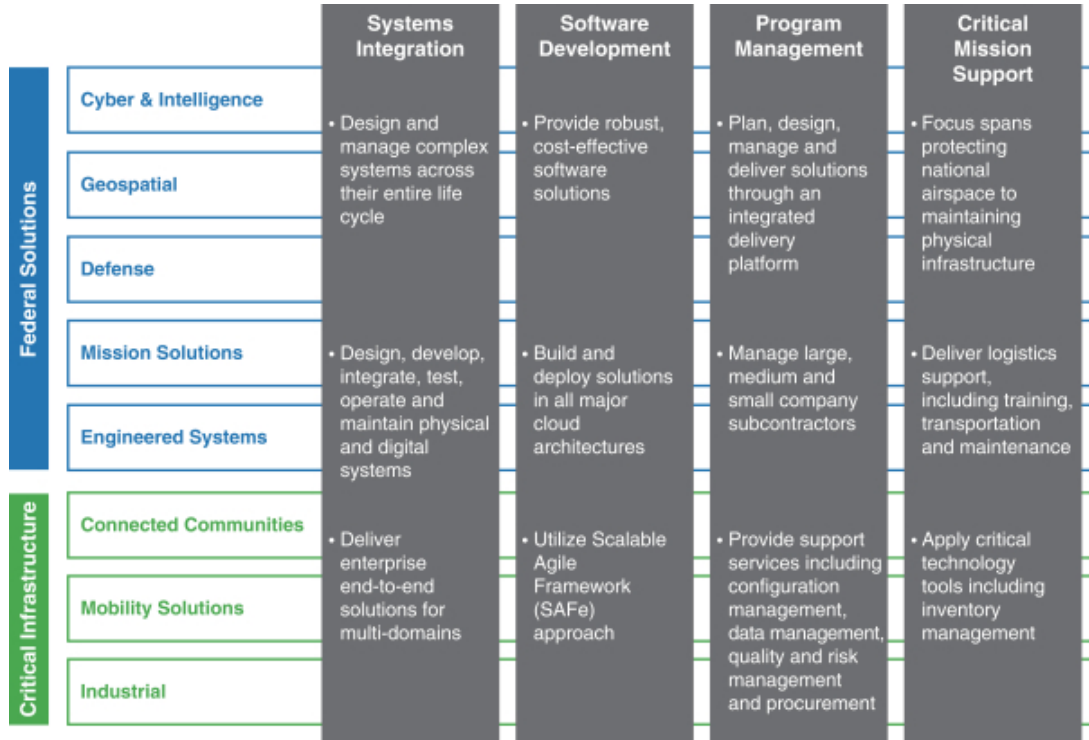 Systems
Integration
Software
Development
Program
Management
Critical
Mission
Support
Federal Solutions
Cyber & Intelligence
Geospatial
Defense
Mission Solutions
Engineered Systems
Critical Infrastructure
Connected Communities
Mobility Solutions
Industrial
• Design and
manage complex
systems across
their entire life
cycle
• Design, develop,
integrate, test,
operate and
maintain physical
and digital
systems
• Deliver
enterprise
end-to-end
solutions for
multi-domains
• Provide robust,
cost-effective
software
solutions
• Build and
deploy solutions
in all major
cloud
architectures
• Utilize Scalable
Agile
Framework
(SAFe)
approach
• Plan, design,
manage and
deliver solutions
through an
integrated
delivery
platform
• Manage large,
medium and
small company
subcontractors
• Provide support
services including
configuration
management,
data management,
quality and risk
management
and procurement
• Focus spans
protecting
national
airspace to
maintaining
physical
infrastructure
• Deliver logistics
support,
including training,
transportation
and maintenance
• Apply critical
technology
tools including
inventory
management